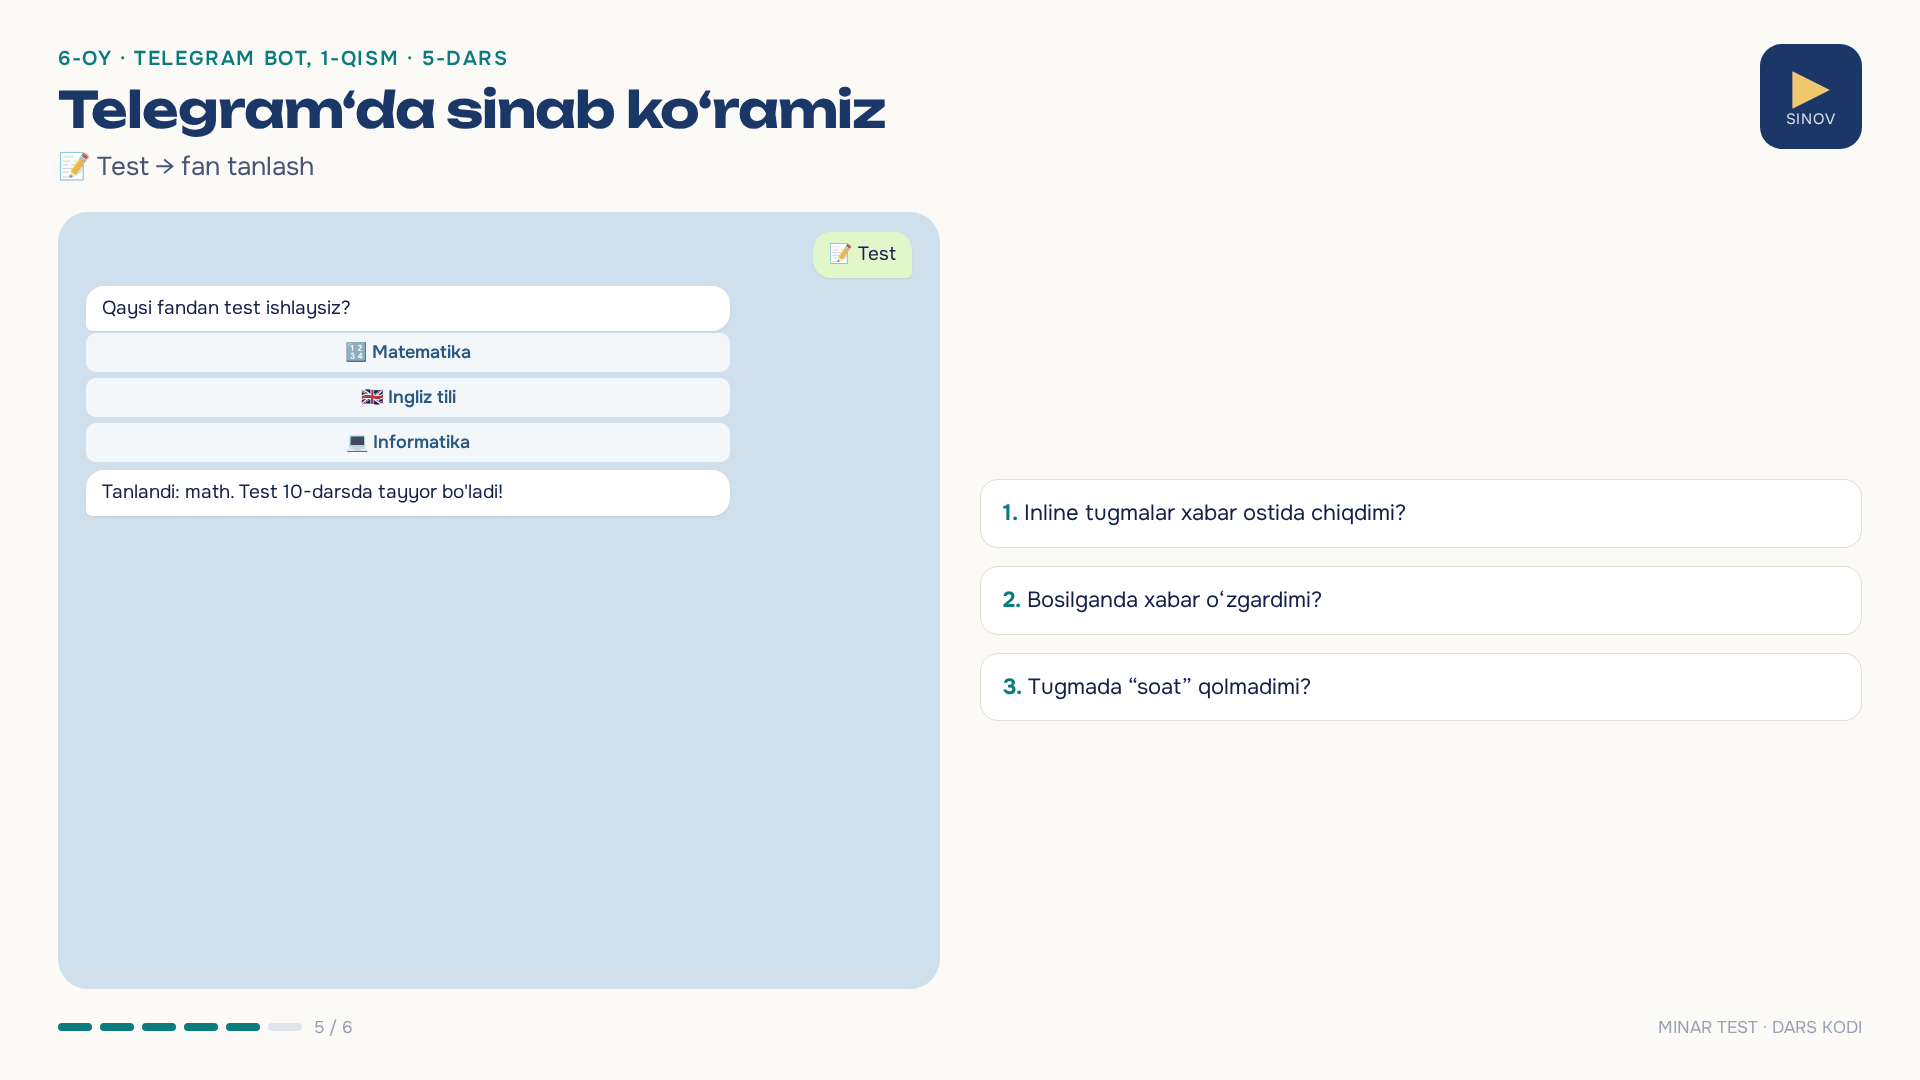 6-OY · TELEGRAM BOT, 1-QISM · 5-DARS
Telegram‘da sinab ko‘ramiz
📝 Test → fan tanlash
SINOV
📝 Test
Qaysi fandan test ishlaysiz?
🔢 Matematika
🇬🇧 Ingliz tili
💻 Informatika
Tanlandi: math. Test 10-darsda tayyor bo'ladi!
1. Inline tugmalar xabar ostida chiqdimi?
2. Bosilganda xabar o‘zgardimi?
3. Tugmada “soat” qolmadimi?
5 / 6
MINAR TEST · DARS KODI